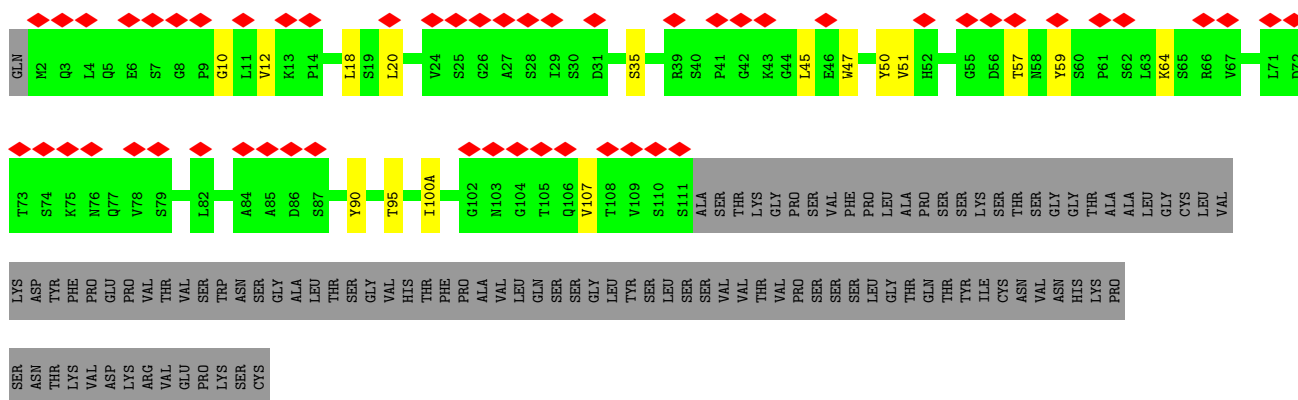 GLN M2 Q3 L4 Q5 E6 S7 G8 P9 G10 L11 V12 K13 P14 L18 S19 L20 V24 S25 G26 A27 S28 I29 S30 D31 S35 R39 S40 P41 G42 K43 G44 L45 E46 W47 Y50 V51 H52 G55 D56 T57 N58 Y59 S60 P61 S62 L63 K64 S65 R66 V67 L71 D72
T73 S74 K75 N76 Q77 V78 S79 L82 A84 A85 D86 S87 Y90 T95 I100A G102 N103 G104 T105 Q106 V107 T108 V109 S110 S111 ALA SER THR LYS GLY PRO SER VAL PHE PRO LEU ALA PRO SER SER LYS SER THR SER GLY GLY THR ALA ALA LEU GLY CYS LEU VAL
LYS ASP TYR PHE PRO GLU PRO VAL THR VAL SER TRP ASN SER GLY ALA LEU THR SER GLY VAL HIS THR PHE PRO ALA VAL LEU GLN SER SER GLY LEU TYR SER LEU SER SER VAL VAL THR VAL PRO SER SER SER LEU GLY THR GLN THR TYR ILE CYS ASN VAL ASN HIS LYS PRO
SER ASN THR LYS VAL ASP LYS ARG VAL GLU PRO LYS SER CYS